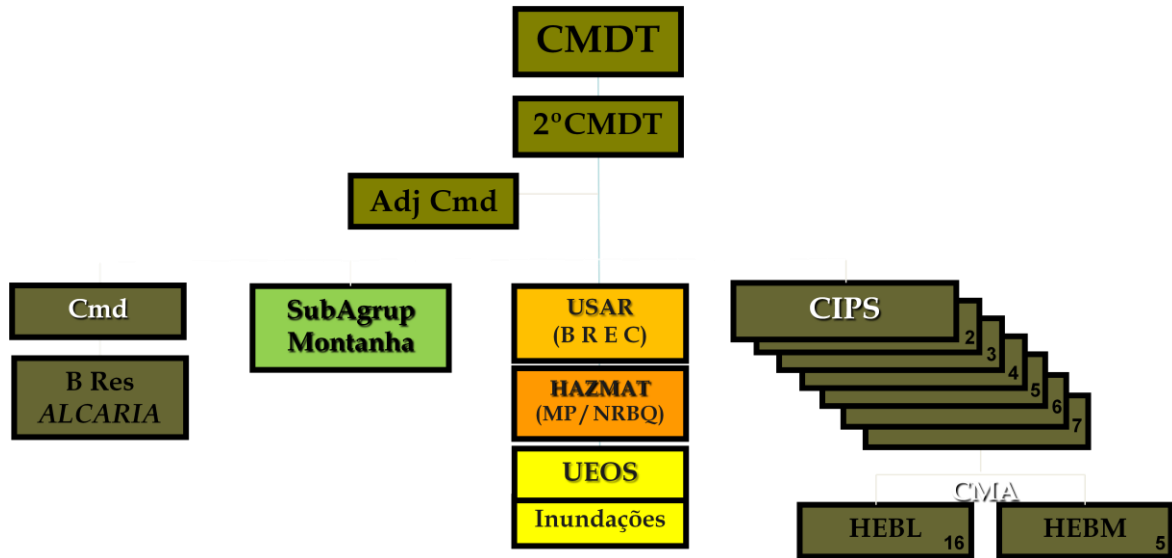 CMDT
2ºCMDT
Adj Cmd
Cmd
B Res
ALCARIA
SubAgrup
Montanha
USAR
(B R E C)
HAZMAT
(MP / NRBQ)
UEOS
Inundações
CIPS
2
3
4
5
6
7
CMA
HEBL 16
HEBM 5